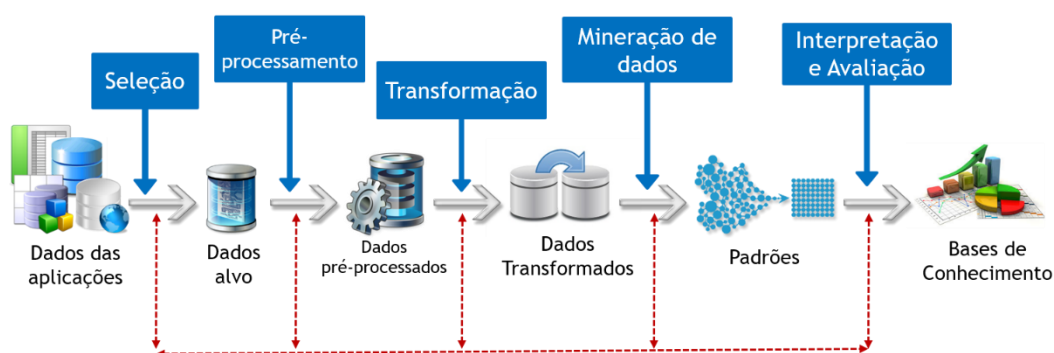 Seleção
Pré-
processamento
Transformação
Mineração de
dados
Interpretação
e Avaliação
Dados das
aplicações
Dados
alvo
Dados
pré-processados
Dados
Transformados
Padrões
Bases de
Conhecimento